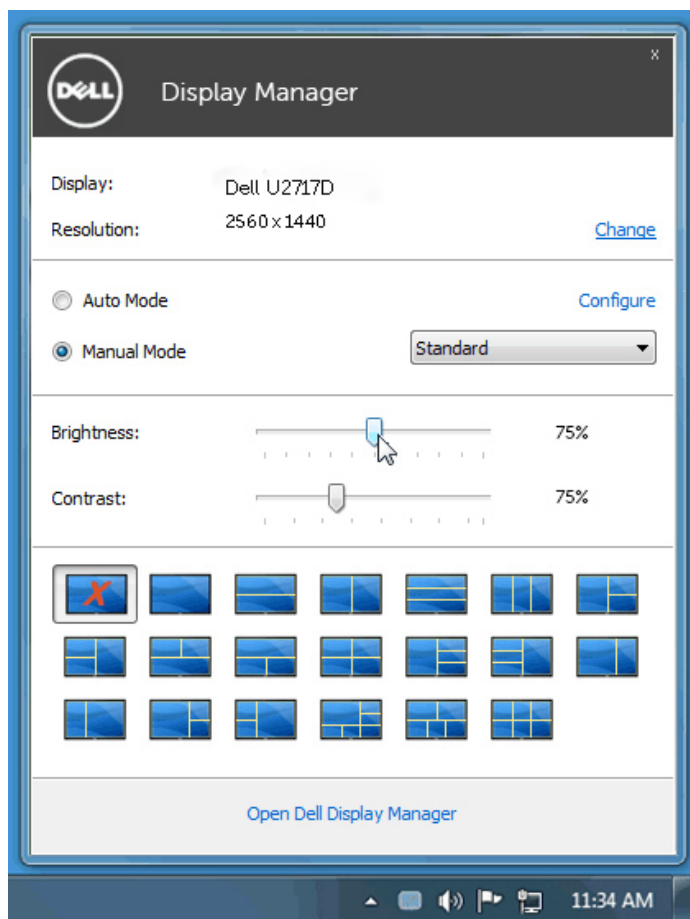 x
DELL Display Manager
Display: Dell U2717D
Resolution: 2560 x 1440 Change
Auto Mode Configure
Manual Mode Standard
Brightness: 75%
Contrast: 75%
X
Open Dell Display Manager
11:34 AM